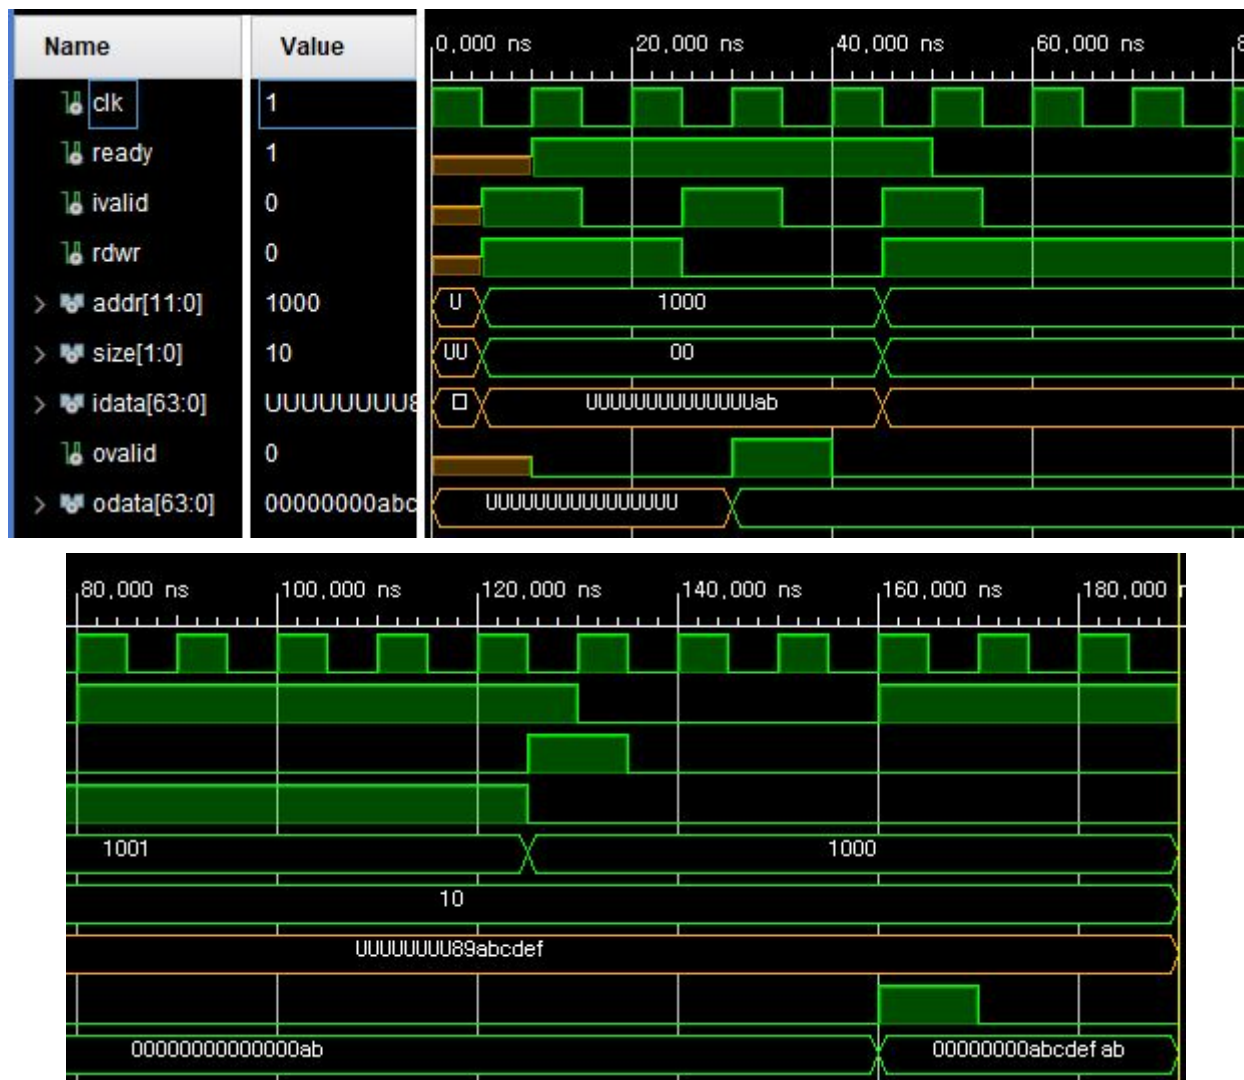 Name Value 0,000 ns 20,000 ns 40,000 ns 60,000 ns 8
clk 1
ready 1
ivalid 0
rdwr 0
addr[11:0] 1000 U 1000
size[1:0] 10 UU 00
idata[63:0] UUUUUUUU8 UUUUUUUUUUUUUUab
ovalid 0
odata[63:0] 00000000abc UUUUUUUUUUUUUUUU
80,000 ns 100,000 ns 120,000 ns 140,000 ns 160,000 ns 180,000
1001 1000
10
UUUUUUUU89abcdef
00000000000000ab 00000000abcdefab